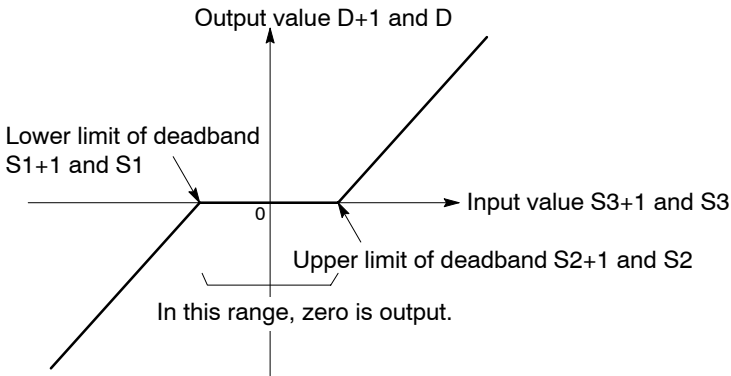 Output value D+1 and D
Lower limit of deadband
S1+1 and S1
0
Input value S3+1 and S3
Upper limit of deadband S2+1 and S2
In this range, zero is output.